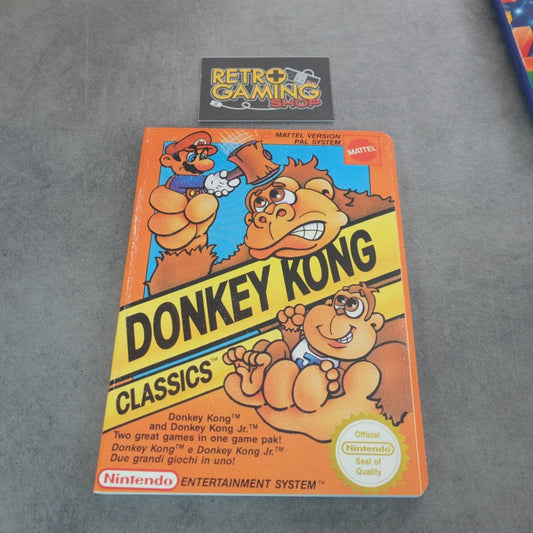 RETRO
GAMING
SHOP
MATTEL VERSION
PAL SYSTEM
MATTEL
DONKEY KONG
CLASSICS™
J
Donkey Kong™
and Donkey Kong Jr.™
Two great games in one game pak!
Donkey Kong™ e Donkey Kong Jr.™
Due grandi giochi in uno!
Official
Nintendo
Seal of
Quality
Nintendo ENTERTAINMENT SYSTEM™